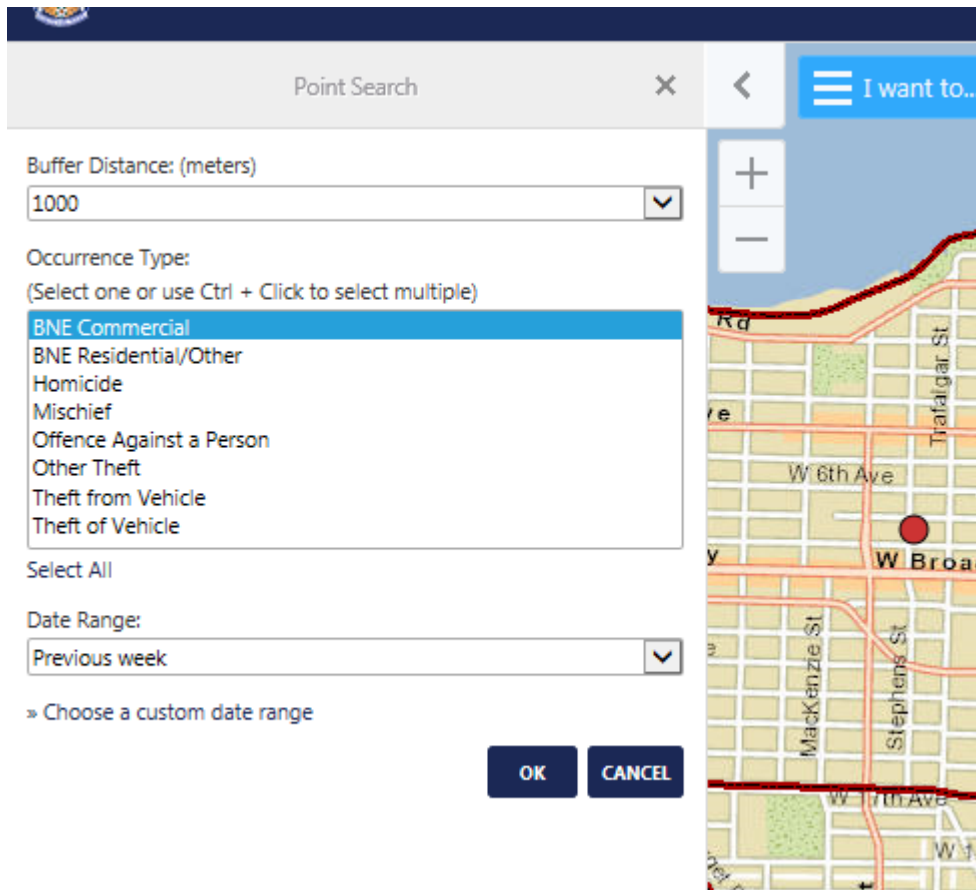 Point Search
I want to...
Buffer Distance: (meters)
1000
Occurrence Type:
(Select one or use Ctrl + Click to select multiple)
BNE Commercial
BNE Residential/Other
Homicide
Mischief
Offence Against a Person
Other Theft
Theft from Vehicle
Theft of Vehicle
Select All
Date Range:
Previous week
» Choose a custom date range
OK
CANCEL
Rd
Trafalgar St
ve
W 6th Ave
y
W Broa
MacKenzie St
Stephens St
e
W 17th Ave
W 1